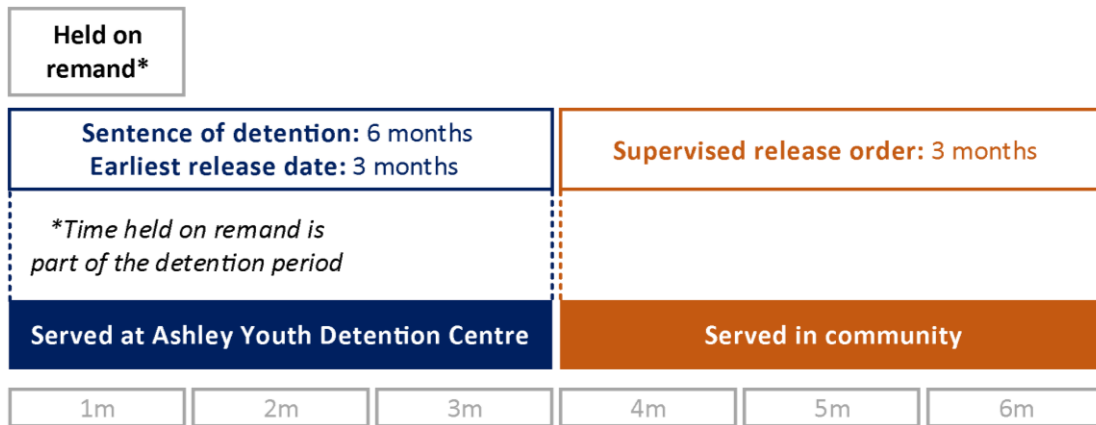 Held on
remand*
Sentence of detention: 6 months
Earliest release date: 3 months
Supervised release order: 3 months
*Time held on remand is
part of the detention period
Served at Ashley Youth Detention Centre
Served in community
1m
2m
3m
4m
5m
6m